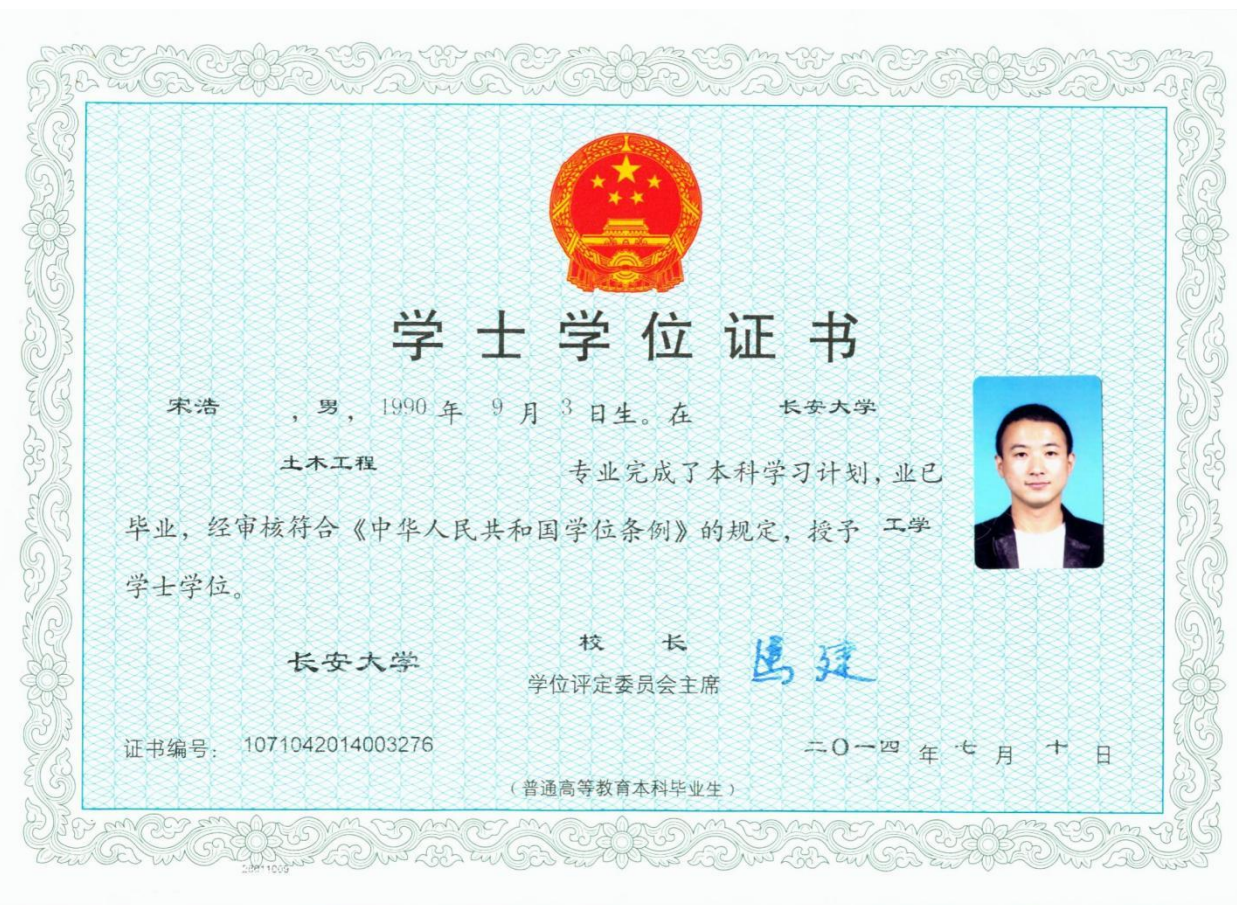 学士学位证书
宋浩 ，男，1990 年 9 月 3 日生。在 长安大学
土木工程 专业完成了本科学习计划，业已
毕业，经审核符合《中华人民共和国学位条例》的规定，授予 工学
学士学位。
长安大学
校 长
学位评定委员会主席
证书编号：1071042014003276
二〇一四 年 七 月 十 日
（普通高等教育本科毕业生）